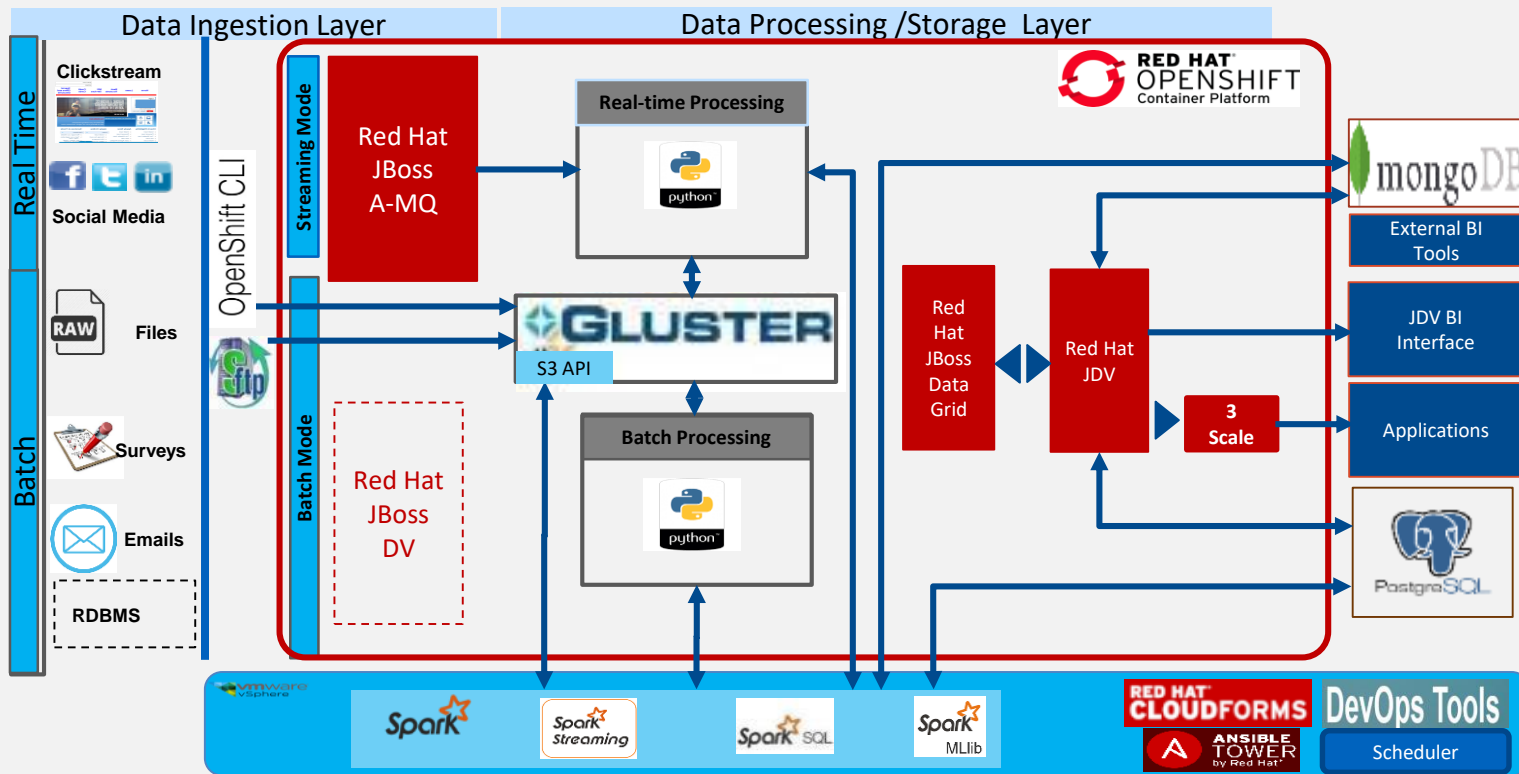 Data Ingestion Layer
Data Processing /Storage Layer
Real Time
Batch
Clickstream
Social Media
RAW
Files
Surveys
Emails
RDBMS
OpenShift CLI
Sftp
Streaming Mode
Batch Mode
Red Hat
JBoss
A-MQ
Real-time Processing
python
RED HAT
OPENSHIFT
Container Platform
GLUSTER
S3 API
Red Hat
JBoss
DV
Batch Processing
python
Red
Hat
JBoss
Data
Grid
Red Hat
JDV
3
Scale
mongoDB
External BI
Tools
JDV BI
Interface
Applications
PostgreSQL
vmware
vSphere
Spark
Spark
Streaming
Spark SQL
Spark
MLlib
RED HAT
CLOUDFORMS
ANSIBLE
TOWER
by Red Hat
DevOps Tools
Scheduler